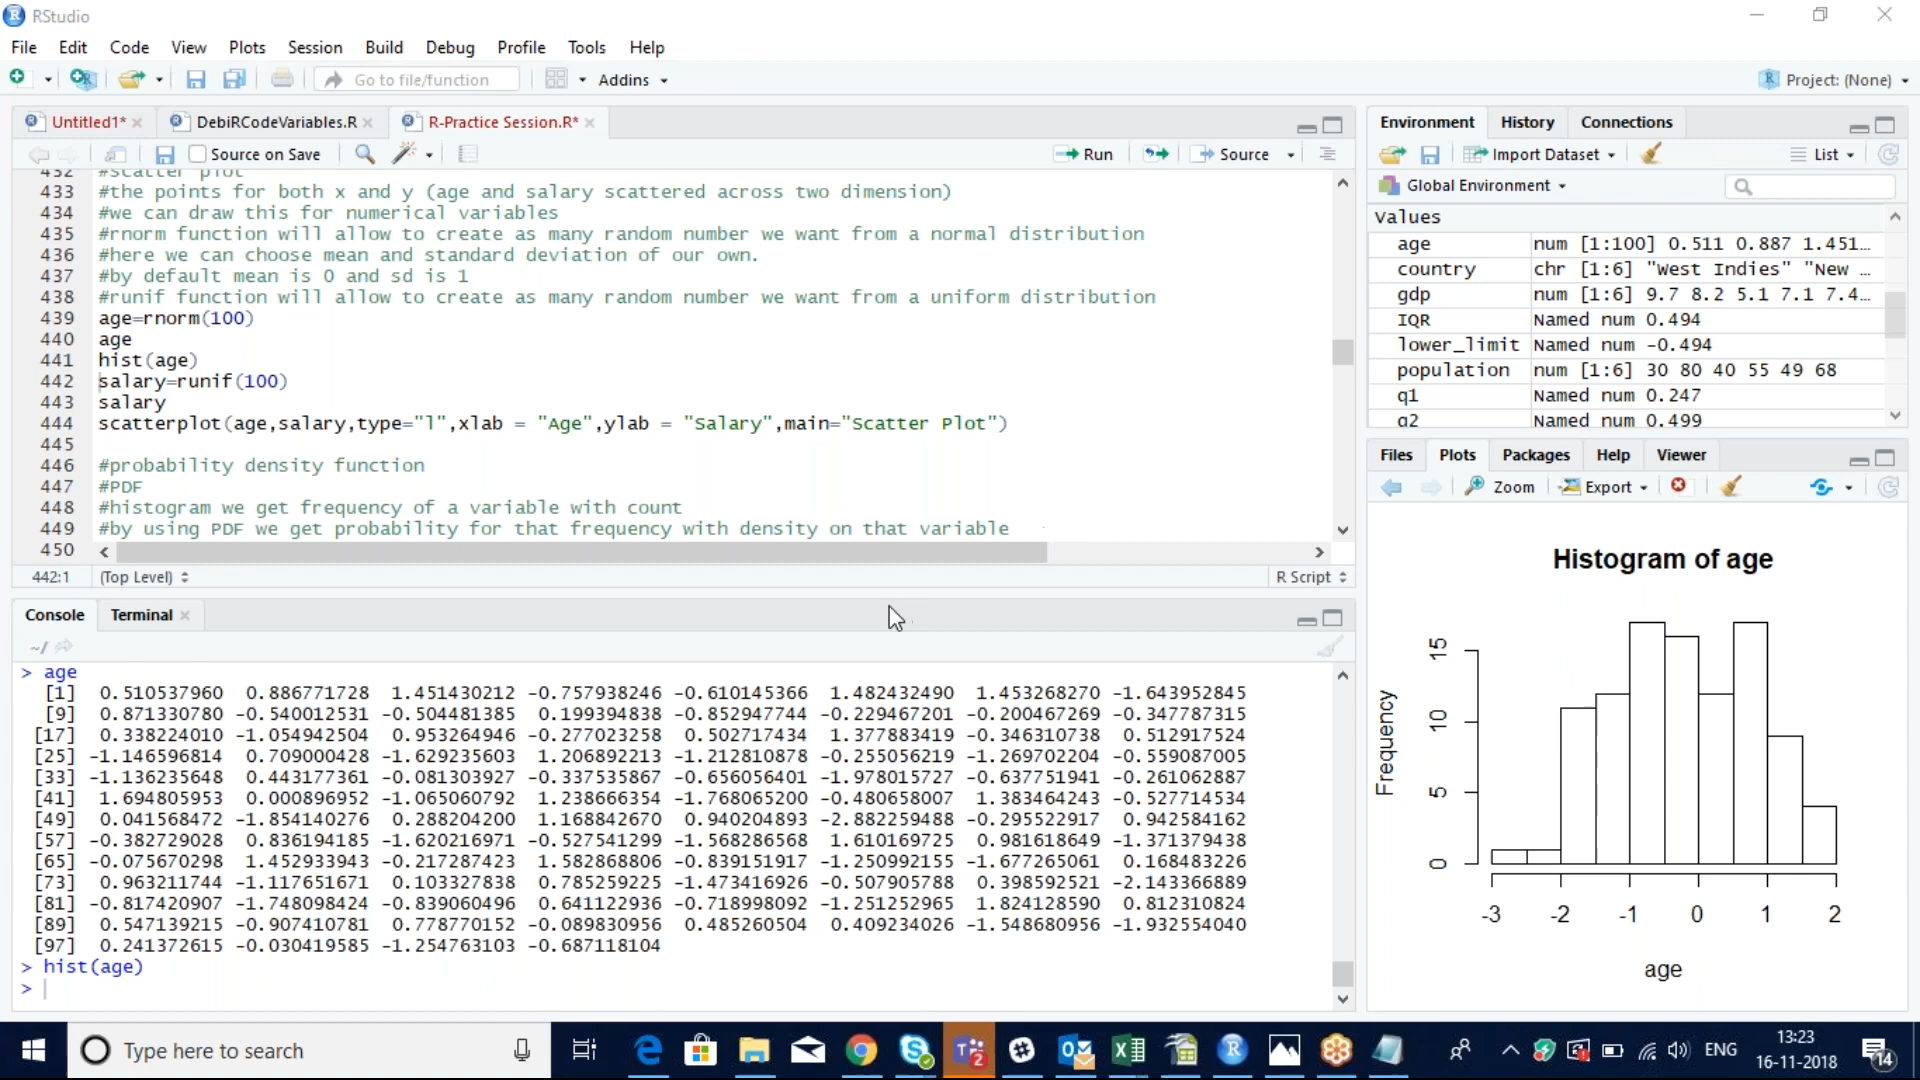 RStudio
File Edit Code View Plots Session Build Debug Profile Tools Help
Go to file/function Addins Project: (None)
Untitled1* DebiRCodeVariables.R R-Practice Session.R*
Source on Save Run Source
432 #scatter plot
433 #the points for both x and y (age and salary scattered across two dimension)
434 #we can draw this for numerical variables
435 #rnorm function will allow to create as many random number we want from a normal distribution
436 #here we can choose mean and standard deviation of our own.
437 #by default mean is 0 and sd is 1
438 #runif function will allow to create as many random number we want from a uniform distribution
439 age=rnorm(100)
440 age
441 hist(age)
442 salary=runif(100)
443 salary
444 scatterplot(age,salary,type="l",xlab = "Age",ylab = "Salary",main="Scatter Plot")
445
446 #probability density function
447 #PDF
448 #histogram we get frequency of a variable with count
449 #by using PDF we get probability for that frequency with density on that variable
450
442:1 (Top Level) R Script
Console Terminal
~/
> age
[1] 0.510537960 0.886771728 1.451430212 -0.757938246 -0.610145366 1.482432490 1.453268270 -1.643952845
[9] 0.871330780 -0.540012531 -0.504481385 0.199394838 -0.852947744 -0.229467201 -0.200467269 -0.347787315
[17] 0.338224010 -1.054942504 0.953264946 -0.277023258 0.502717434 1.377883419 -0.346310738 0.512917524
[25] -1.146596814 0.709000428 -1.629235603 1.206892213 -1.212810878 -0.255056219 -1.269702204 -0.559087005
[33] -1.136235648 0.443177361 -0.081303927 -0.337535867 -0.656056401 -1.978015727 -0.637751941 -0.261062887
[41] 1.694805953 0.000896952 -1.065060792 1.238666354 -1.768065200 -0.480658007 1.383464243 -0.527714534
[49] 0.041568472 -1.854140276 0.288204200 1.168842670 0.940204893 -2.882259488 -0.295522917 0.942584162
[57] -0.382729028 0.836194185 -1.620216971 -0.527541299 -1.568286568 1.610169725 0.981618649 -1.371379438
[65] -0.075670298 1.452933943 -0.217287423 1.582868806 -0.839151917 -1.250992155 -1.677265061 0.168483226
[73] 0.963211744 -1.117651671 0.103327838 0.785259225 -1.473416926 -0.507905788 0.398592521 -2.143366889
[81] -0.817420907 -1.748098424 -0.839060496 0.641122936 -0.718998092 -1.251252965 1.824128590 0.812310824
[89] 0.547139215 -0.907410781 0.778770152 -0.089830956 0.485260504 0.409234026 -1.548680956 -1.932554040
[97] 0.241372615 -0.030419585 -1.254763103 -0.687118104
> hist(age)
>
Environment History Connections
Import Dataset List
Global Environment
Values
age num [1:100] 0.511 0.887 1.451...
country chr [1:6] "West Indies" "New ...
gdp num [1:6] 9.7 8.2 5.1 7.1 7.4...
IQR Named num 0.494
lower_limit Named num -0.494
population num [1:6] 30 80 40 55 49 68
q1 Named num 0.247
q2 Named num 0.499
Files Plots Packages Help Viewer
Zoom Export
Histogram of age
Frequency
15
10
5
0
-3 -2 -1 0 1 2
age
Type here to search
ENG
13:23
16-11-2018
14